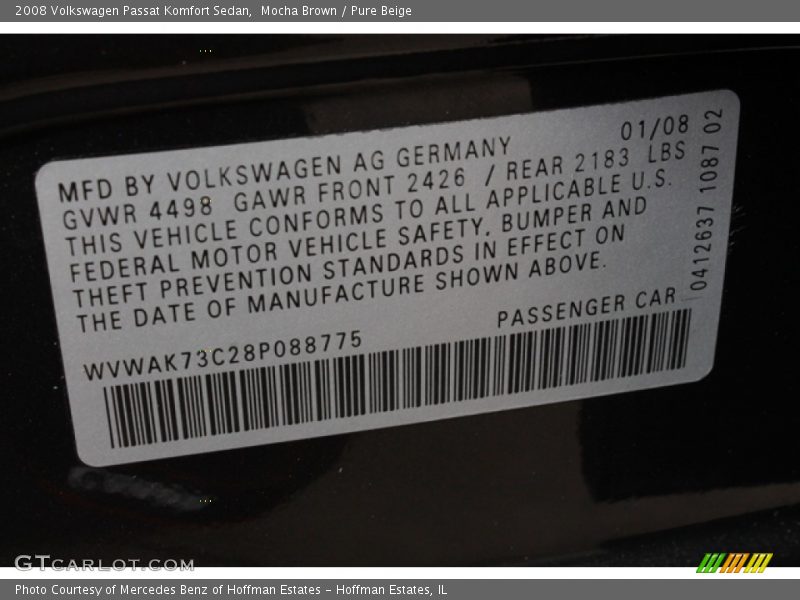 2008 Volkswagen Passat Komfort Sedan,  Mocha Brown / Pure Beige
01/08
MFD BY VOLKSWAGEN AG GERMANY
GVWR 4498 GAWR FRONT 2426 / REAR 2183 LBS
THIS VEHICLE CONFORMS TO ALL APPLICABLE U.S.
FEDERAL MOTOR VEHICLE SAFETY, BUMPER AND
THEFT PREVENTION STANDARDS IN EFFECT ON
THE DATE OF MANUFACTURE SHOWN ABOVE.
0412637 1087 02
PASSENGER CAR
WVWAK73C28P088775
GTCARLOT.COM
Photo Courtesy of Mercedes Benz of Hoffman Estates - Hoffman Estates, IL